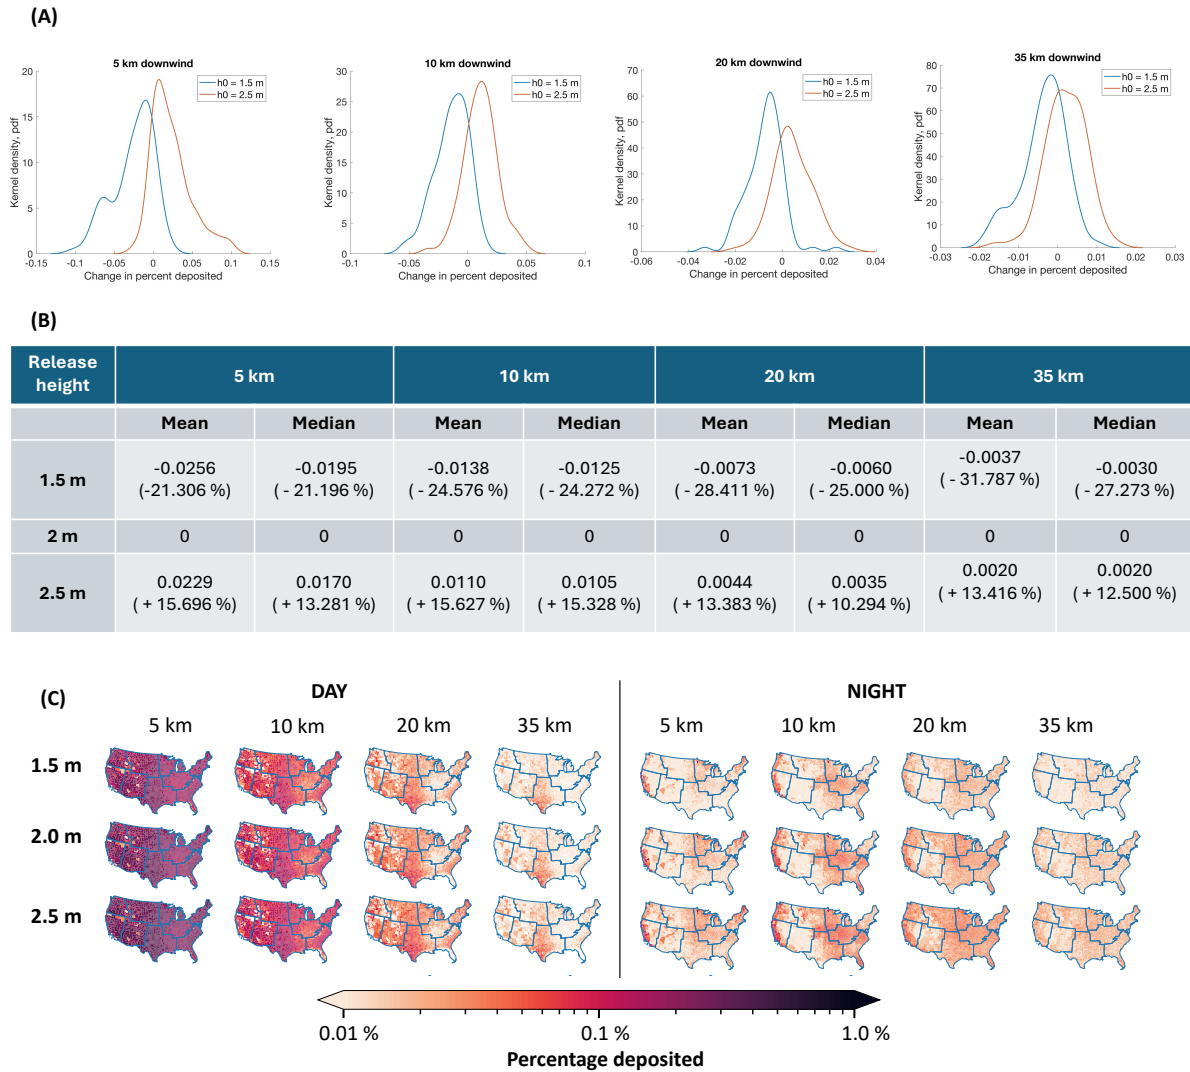 (A)
5 km downwind
10 km downwind
20 km downwind
35 km downwind
h0 = 1.5 m
h0 = 2.5 m
h0 = 1.5 m
h0 = 2.5 m
h0 = 1.5 m
h0 = 2.5 m
h0 = 1.5 m
h0 = 2.5 m
Kernel density, pdf
20
15
10
5
0
-0.15 -0.1 -0.05 0 0.05 0.1 0.15
Change in percent deposited
Kernel density, pdf
30
25
20
15
10
5
0
-0.1 -0.05 0 0.05 0.1
Change in percent deposited
Kernel density, pdf
70
60
50
40
30
20
10
0
-0.06 -0.04 -0.02 0 0.02 0.04
Change in percent deposited
Kernel density, pdf
80
70
60
50
40
30
20
10
0
-0.03 -0.02 -0.01 0 0.01 0.02 0.03
Change in percent deposited
(B)
Release height 5 km 10 km 20 km 35 km
Mean Median Mean Median Mean Median Mean Median
1.5 m -0.0256 -0.0195 -0.0138 -0.0125 -0.0073 -0.0060 -0.0037 -0.0030
(-21.306 %) ( - 21.196 %) ( - 24.576 %) ( - 24.272 %) ( - 28.411 %) ( - 25.000 %) ( - 31.787 %) ( - 27.273 %)
2 m 0 0 0 0 0 0 0 0
2.5 m 0.0229 0.0170 0.0110 0.0105 0.0044 0.0035 0.0020 0.0020
( + 15.696 %) ( + 13.281 %) ( + 15.627 %) ( + 15.328 %) ( + 13.383 %) ( + 10.294 %) ( + 13.416 %) ( + 12.500 %)
(C)
DAY NIGHT
5 km 10 km 20 km 35 km 5 km 10 km 20 km 35 km
1.5 m
2.0 m
2.5 m
0.01 % 0.1 % 1.0 %
Percentage deposited